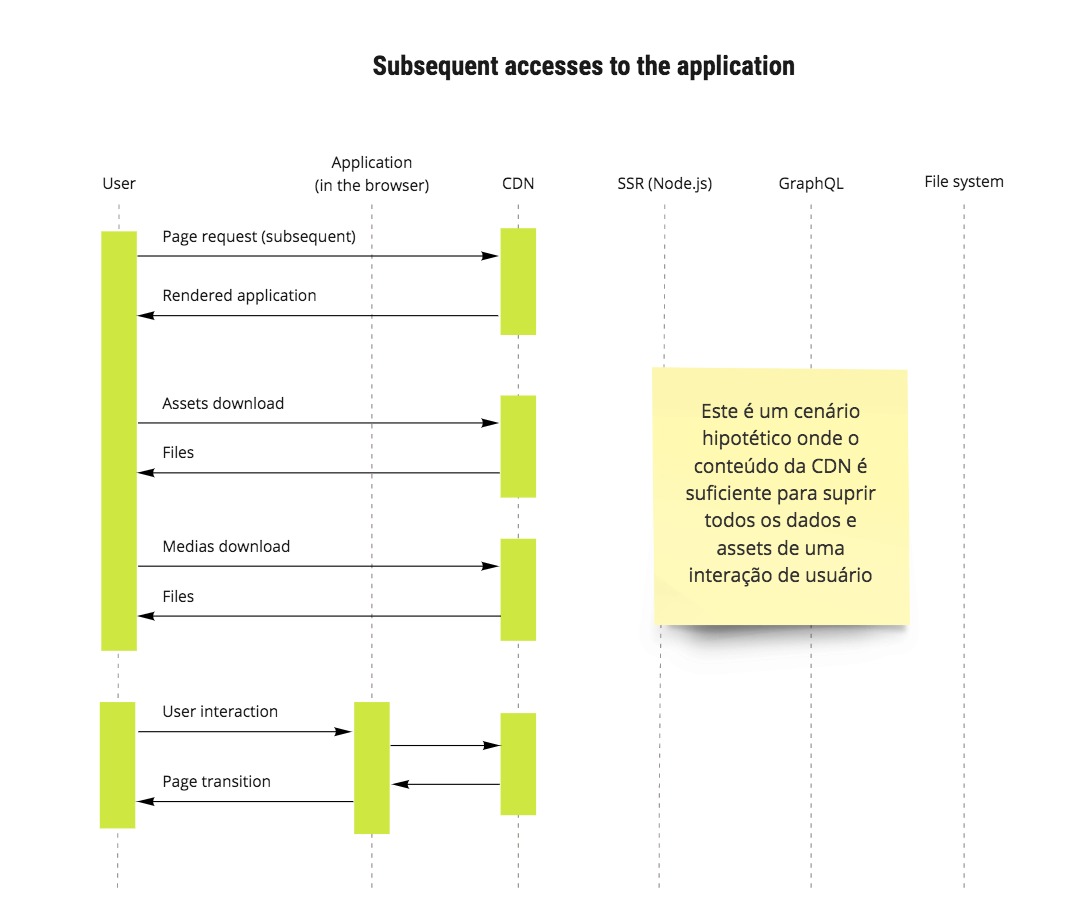 Subsequent accesses to the application
User
Application
(in the browser)
CDN
SSR (Node.js)
GraphQL
File system
Page request (subsequent)
Rendered application
Assets download
Files
Medias download
Files
User interaction
Page transition
Este é um cenário
hipotético onde o
conteúdo da CDN é
suficiente para suprir
todos os dados e
assets de uma
interação de usuário